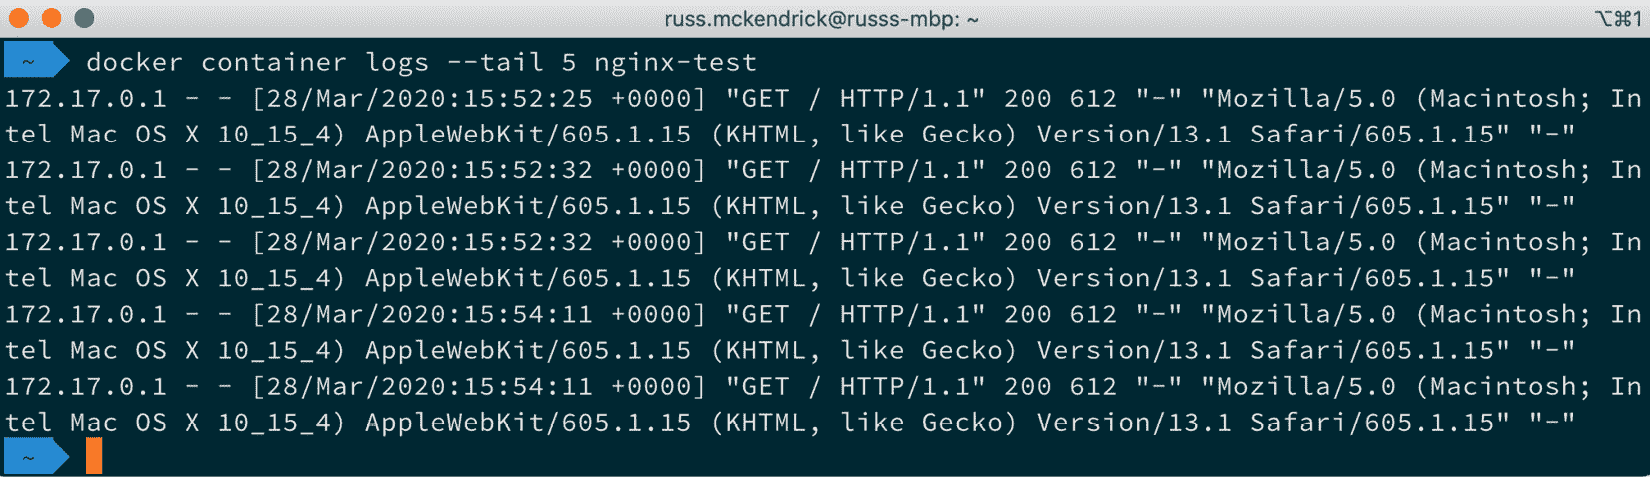 russ.mckendrick@russs-mbp: ~ ⌥⌘1
~ docker container logs --tail 5 nginx-test
172.17.0.1 - - [28/Mar/2020:15:52:25 +0000] "GET / HTTP/1.1" 200 612 "-" "Mozilla/5.0 (Macintosh; In
tel Mac OS X 10_15_4) AppleWebKit/605.1.15 (KHTML, like Gecko) Version/13.1 Safari/605.1.15" "-"
172.17.0.1 - - [28/Mar/2020:15:52:32 +0000] "GET / HTTP/1.1" 200 612 "-" "Mozilla/5.0 (Macintosh; In
tel Mac OS X 10_15_4) AppleWebKit/605.1.15 (KHTML, like Gecko) Version/13.1 Safari/605.1.15" "-"
172.17.0.1 - - [28/Mar/2020:15:52:32 +0000] "GET / HTTP/1.1" 200 612 "-" "Mozilla/5.0 (Macintosh; In
tel Mac OS X 10_15_4) AppleWebKit/605.1.15 (KHTML, like Gecko) Version/13.1 Safari/605.1.15" "-"
172.17.0.1 - - [28/Mar/2020:15:54:11 +0000] "GET / HTTP/1.1" 200 612 "-" "Mozilla/5.0 (Macintosh; In
tel Mac OS X 10_15_4) AppleWebKit/605.1.15 (KHTML, like Gecko) Version/13.1 Safari/605.1.15" "-"
172.17.0.1 - - [28/Mar/2020:15:54:11 +0000] "GET / HTTP/1.1" 200 612 "-" "Mozilla/5.0 (Macintosh; In
tel Mac OS X 10_15_4) AppleWebKit/605.1.15 (KHTML, like Gecko) Version/13.1 Safari/605.1.15" "-"
~